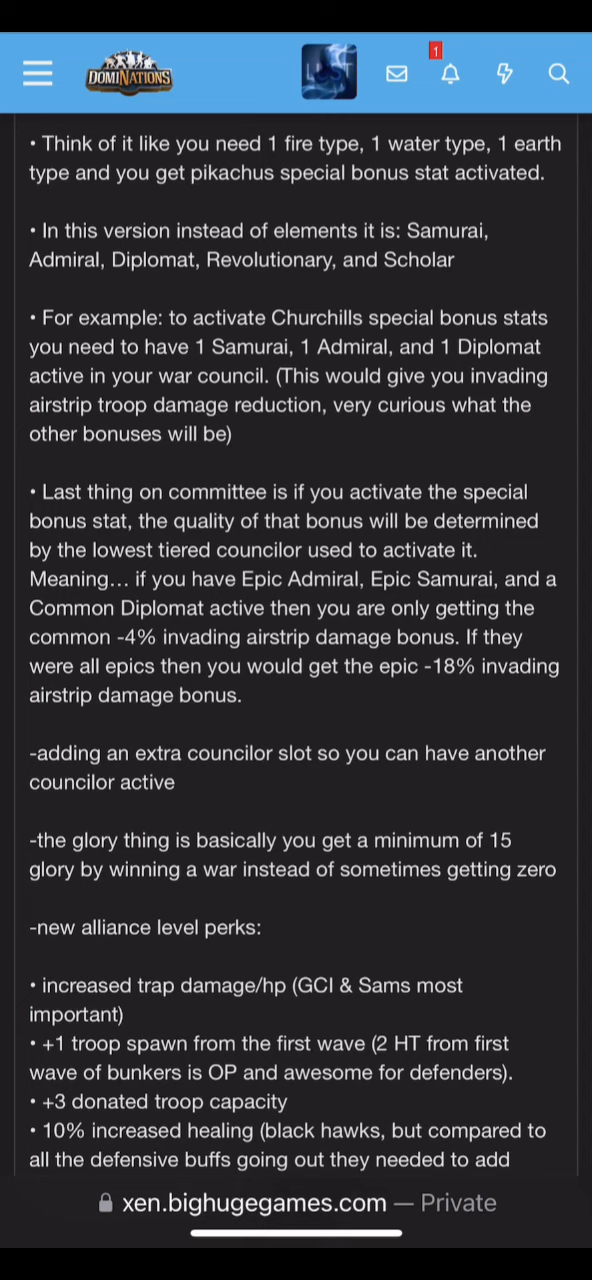 DOMINATIONS
LOST
1
• Think of it like you need 1 fire type, 1 water type, 1 earth
type and you get pikachus special bonus stat activated.
• In this version instead of elements it is: Samurai,
Admiral, Diplomat, Revolutionary, and Scholar
• For example: to activate Churchills special bonus stats
you need to have 1 Samurai, 1 Admiral, and 1 Diplomat
active in your war council. (This would give you invading
airstrip troop damage reduction, very curious what the
other bonuses will be)
• Last thing on committee is if you activate the special
bonus stat, the quality of that bonus will be determined
by the lowest tiered councilor used to activate it.
Meaning... if you have Epic Admiral, Epic Samurai, and a
Common Diplomat active then you are only getting the
common -4% invading airstrip damage bonus. If they
were all epics then you would get the epic -18% invading
airstrip damage bonus.
-adding an extra councilor slot so you can have another
councilor active
-the glory thing is basically you get a minimum of 15
glory by winning a war instead of sometimes getting zero
-new alliance level perks:
• increased trap damage/hp (GCI & Sams most
important)
• +1 troop spawn from the first wave (2 HT from first
wave of bunkers is OP and awesome for defenders).
• +3 donated troop capacity
• 10% increased healing (black hawks, but compared to
all the defensive buffs going out they needed to add
xen.bighugegames.com — Private